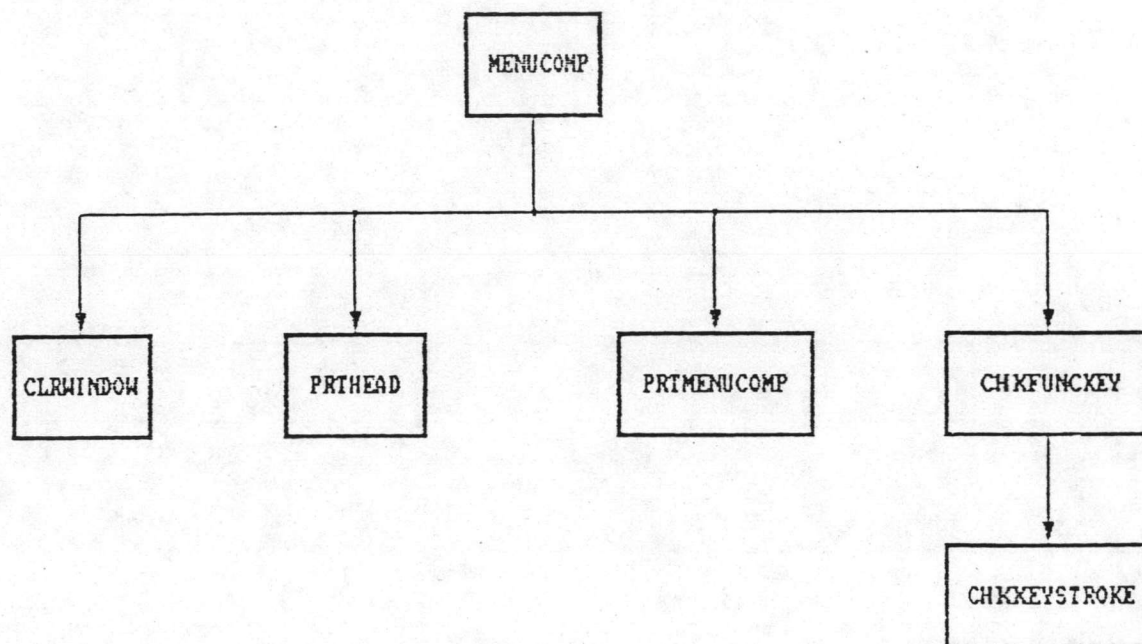 MENUCOMP
CLRWINDOW
PRTHEAD
PRTMENUCOMP
CHKFUNCKEY
CHKKEYSTROKE